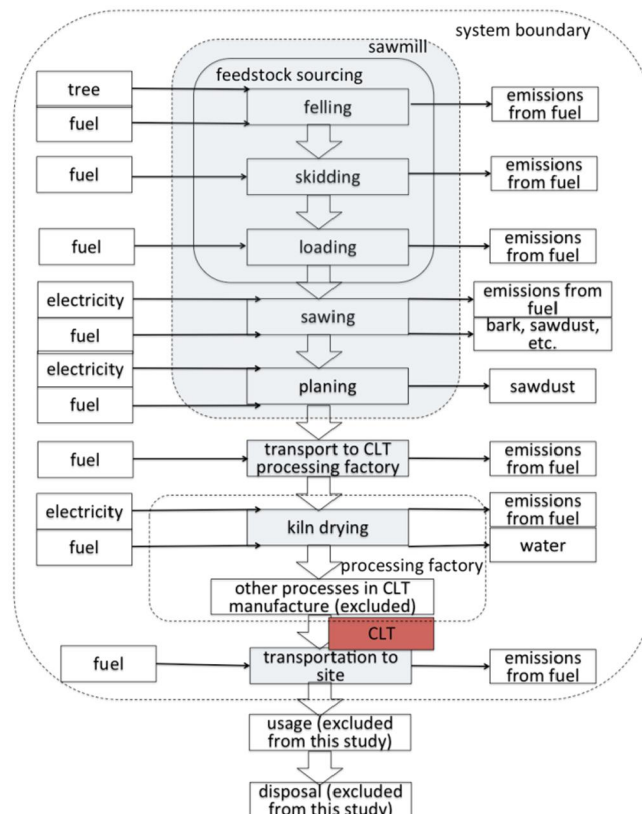 system boundary
sawmill
feedstock sourcing
tree
fuel
felling
emissions
from fuel
fuel
skidding
emissions
from fuel
fuel
loading
emissions
from fuel
electricity
fuel
sawing
emissions from
fuel
bark, sawdust,
etc.
electricity
fuel
planing
sawdust
fuel
transport to CLT
processing factory
emissions
from fuel
electricity
fuel
kiln drying
emissions
from fuel
water
processing factory
other processes in CLT
manufacture (excluded)
CLT
fuel
transportation to
site
emissions
from fuel
usage (excluded
from this study)
disposal (excluded
from this study)